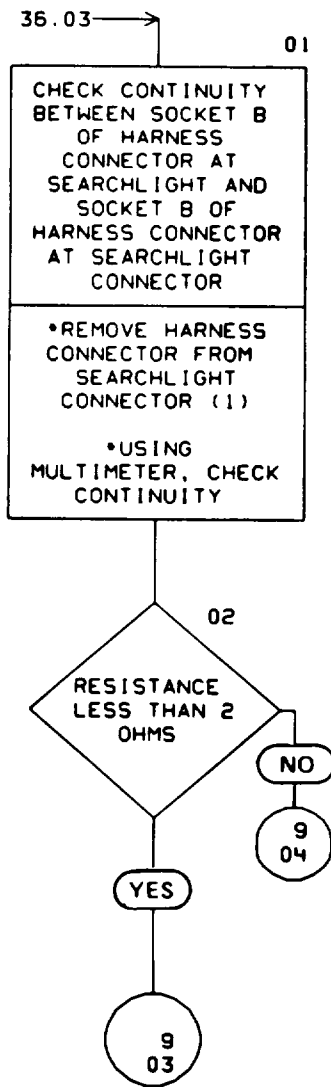 36.03
01
CHECK CONTINUITY
BETWEEN SOCKET B
OF HARNESS
CONNECTOR AT
SEARCHLIGHT AND
SOCKET B OF
HARNESS CONNECTOR
AT SEARCHLIGHT
CONNECTOR
•REMOVE HARNESS
CONNECTOR FROM
SEARCHLIGHT
CONNECTOR (1)
•USING
MULTIMETER, CHECK
CONTINUITY
02
RESISTANCE
LESS THAN 2
OHMS
NO
9
04
YES
9
03